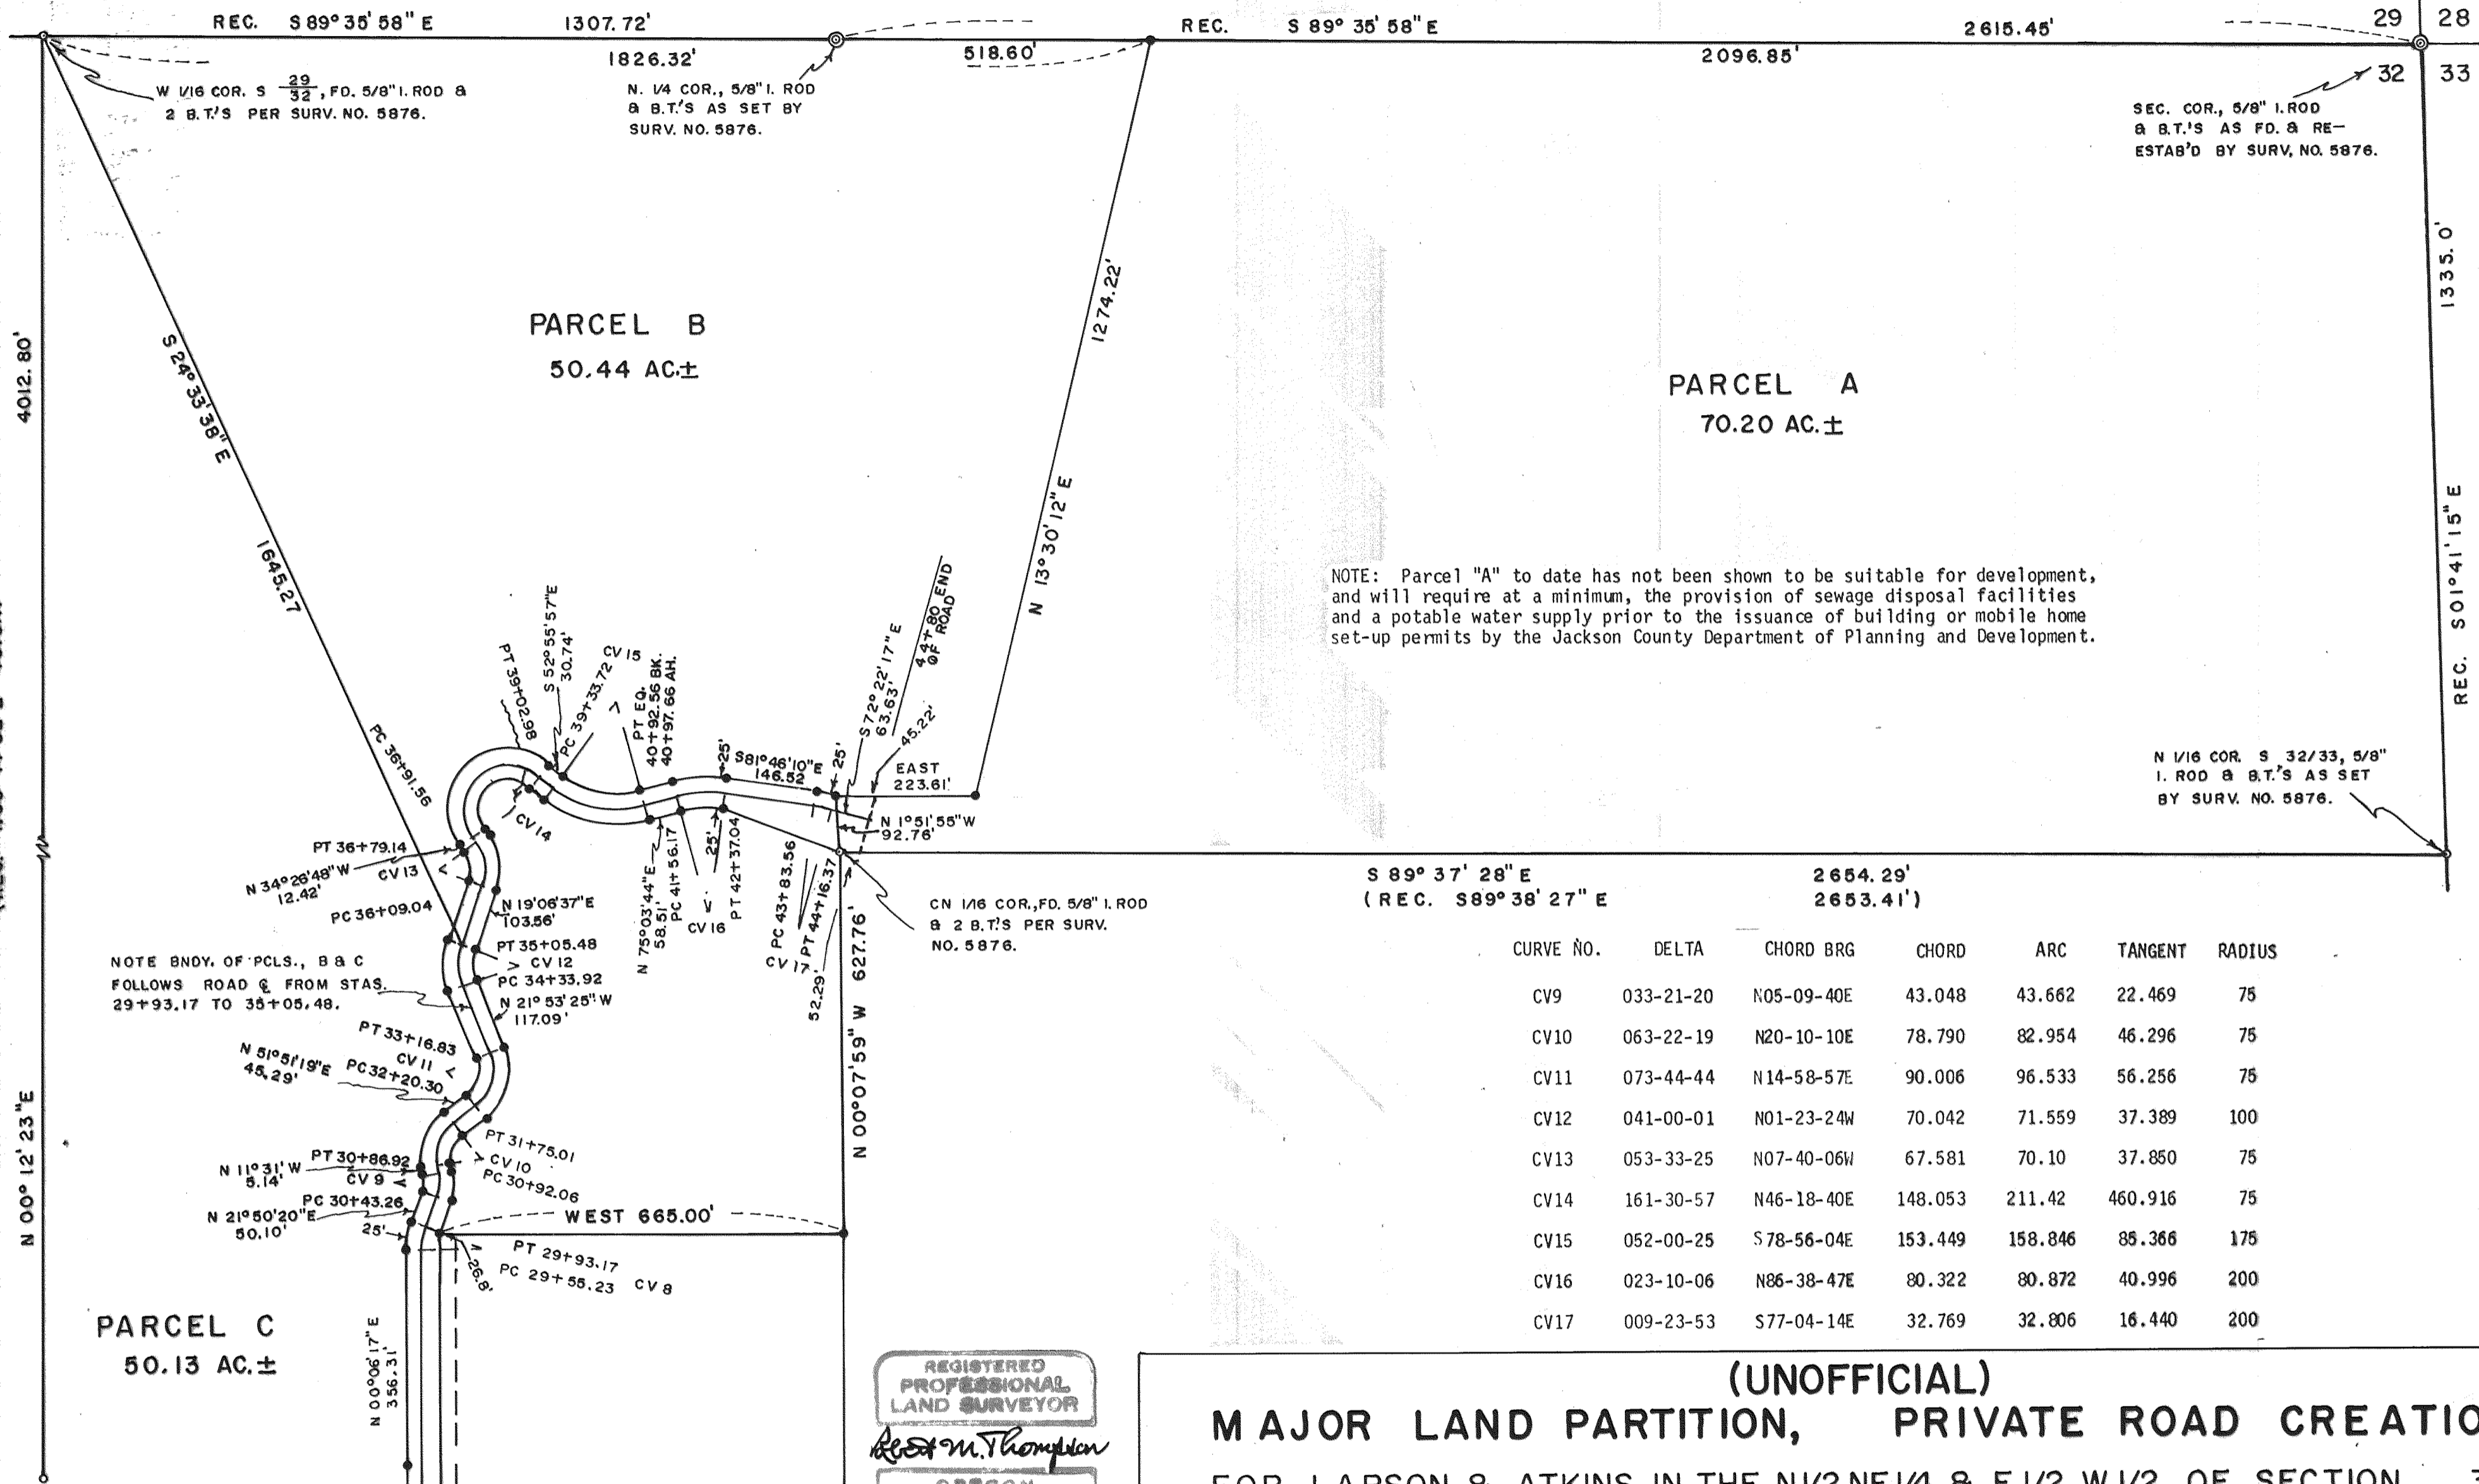 REC. S 89° 35' 58" E 1307.72' REC. S 89° 35' 58" E 2615.45' 29 28
1826.32' 518.60' 2096.85' 32 33
W 1/16 COR. S 29/32, FD. 5/8" I. ROD &
2 B.T.'S PER SURV. NO. 5876.
N. 1/4 COR., 5/8" I. ROD
& B.T.'S AS SET BY
SURV. NO. 5876.
SEC. COR., 5/8" I. ROD
& B.T.'S AS FD. & RE-
ESTAB'D BY SURV, NO. 5876.
1335.0'
REC. S 01° 41' 15" E
4012.80'
N 00° 12' 23" E
S 24° 33' 38" E
1645.27
PARCEL B
50.44 AC.±
1274.22'
N 13° 30' 12" E
PARCEL A
70.20 AC.±
NOTE: Parcel "A" to date has not been shown to be suitable for development,
and will require at a minimum, the provision of sewage disposal facilities
and a potable water supply prior to the issuance of building or mobile home
set-up permits by the Jackson County Department of Planning and Development.
N 1/16 COR. S 32/33, 5/8"
I. ROD & B.T.'S AS SET
BY SURV. NO. 5876.
PT 39+02.98
S 52° 55' 57" E
30.74'
PC 39+33.72
CV 15
PT EQ.
40+92.56 BK.
40+97.66 AH.
25'
S 81° 46' 10" E
146.52
25'
S 72° 22' 17" E
63.63'
44+80 END
OF ROAD
45.22'
EAST
223.61'
N 1° 51' 55" W
92.76'
PC 36+91.56
CV 14
PT 36+79.14
N 34° 26' 48" W
12.42'
CV 13
PC 36+09.04
N 19° 06' 37" E
103.56'
PT 35+05.48
CV 12
PC 34+33.92
N 21° 53' 25" W
117.09'
N 75° 03' 44" E
58.51'
PC 41+56.17
CV 16
25'
PT 42+37.04
PC 43+83.56
CV 17
PT 44+16.37
52.29'
N 00° 07' 59" W 627.76'
CN 1/16 COR., FD. 5/8" I. ROD
& 2 B.T.'S PER SURV.
NO. 5876.
S 89° 37' 28" E 2654.29'
(REC. S 89° 38' 27" E 2653.41')
NOTE BNDY. OF PCLS., B & C
FOLLOWS ROAD ℄ FROM STAS.
29+93.17 TO 35+05.48.
PT 33+16.83
CV 11
N 51° 51' 19" E
45.29'
PC 32+20.30
PT 31+75.01
CV 10
PC 30+92.06
PT 30+86.92
N 11° 31' W
5.14'
CV 9
PC 30+43.26
N 21° 50' 20" E
50.10'
25'
WEST 665.00'
26.8'
PT 29+93.17
PC 29+55.23 CV 8
PARCEL C
50.13 AC.±
N 00° 06' 17" E
356.31'
CURVE NO. DELTA CHORD BRG CHORD ARC TANGENT RADIUS
CV9 033-21-20 N05-09-40E 43.048 43.662 22.469 75
CV10 063-22-19 N20-10-10E 78.790 82.954 46.296 75
CV11 073-44-44 N14-58-57E 90.006 96.533 56.256 75
CV12 041-00-01 N01-23-24W 70.042 71.559 37.389 100
CV13 053-33-25 N07-40-06W 67.581 70.10 37.850 75
CV14 161-30-57 N46-18-40E 148.053 211.42 460.916 75
CV15 052-00-25 S78-56-04E 153.449 158.846 85.366 175
CV16 023-10-06 N86-38-47E 80.322 80.872 40.996 200
CV17 009-23-53 S77-04-14E 32.769 32.806 16.440 200
REGISTERED
PROFESSIONAL
LAND SURVEYOR
M. Thompson
(UNOFFICIAL)
MAJOR LAND PARTITION, PRIVATE ROAD CREATIO
FOR LARSON & ATKINS IN THE N1/2 NE1/4 & E1/2 W1/2 OF SECTION